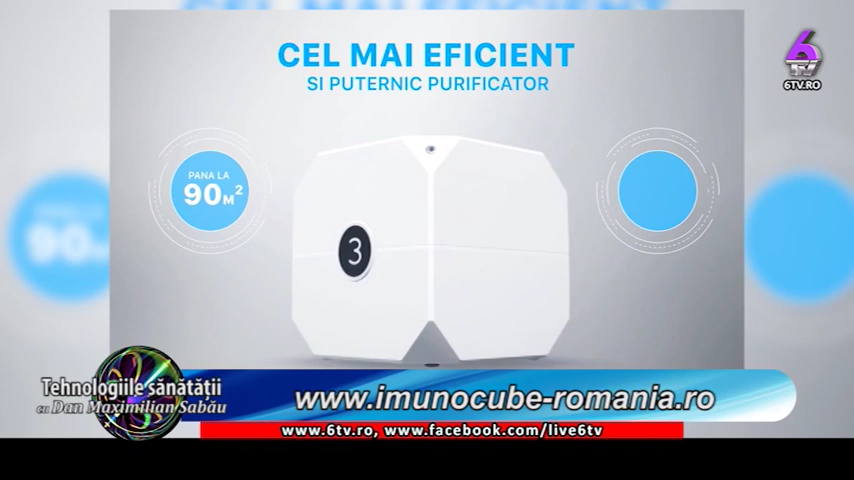 CEL MAI EFICIENT
SI PUTERNIC PURIFICATOR
6TV
6TV.RO
PANA LA
90M²
3
Tehnologiile sănătății
cu Dan Maximilian Sabău
www.imunocube-romania.ro
www.6tv.ro, www.facebook.com/live6tv